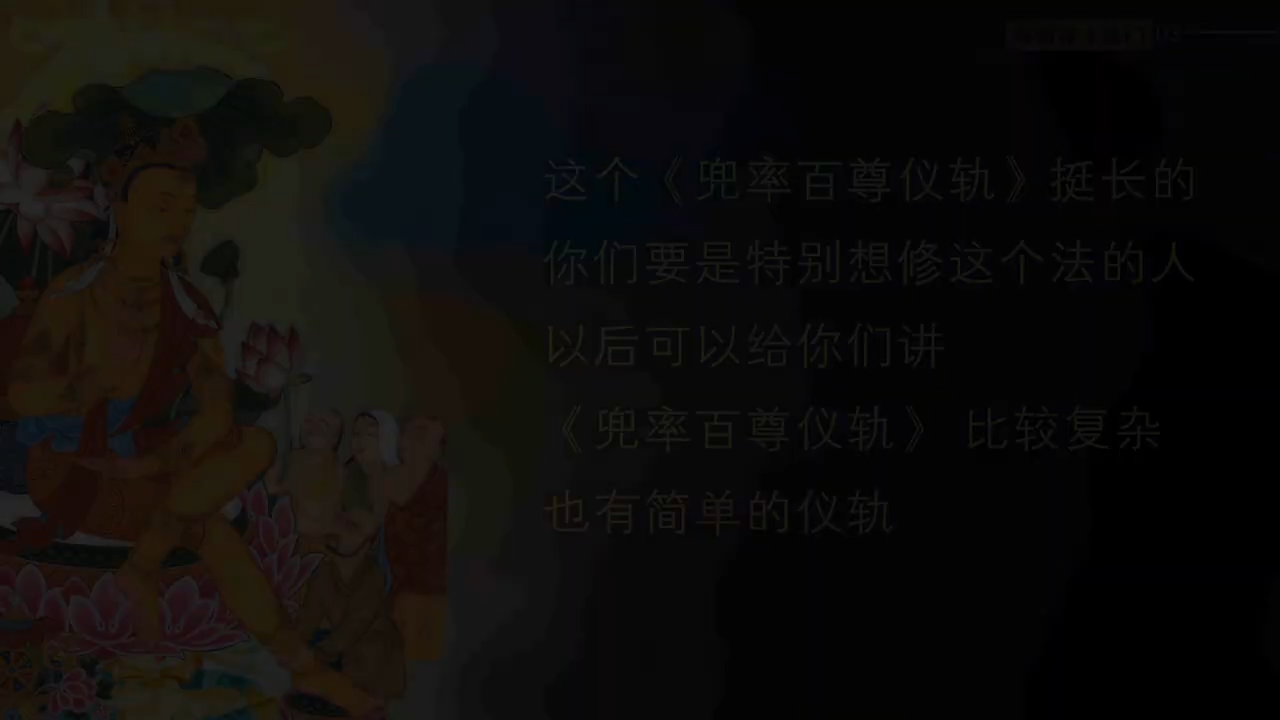 这个《兜率百尊仪轨》挺长的
你们要是特别想修这个法的人
以后可以给你们讲
《兜率百尊仪轨》 比较复杂
也有简单的仪轨